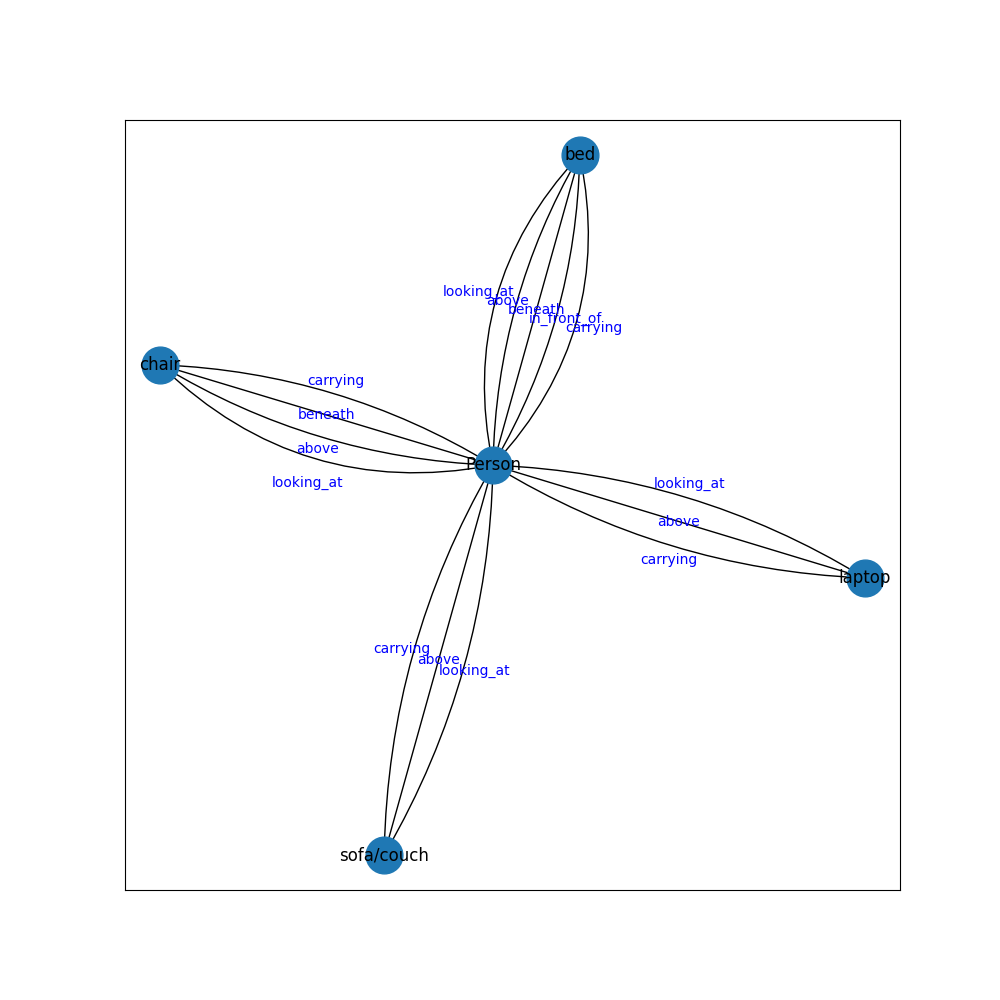 bed
looking_at
above
beneath
in_front_of
carrying
chair
carrying
beneath
above
looking_at
Person
looking_at
above
carrying
laptop
carrying
above
looking_at
sofa/couch